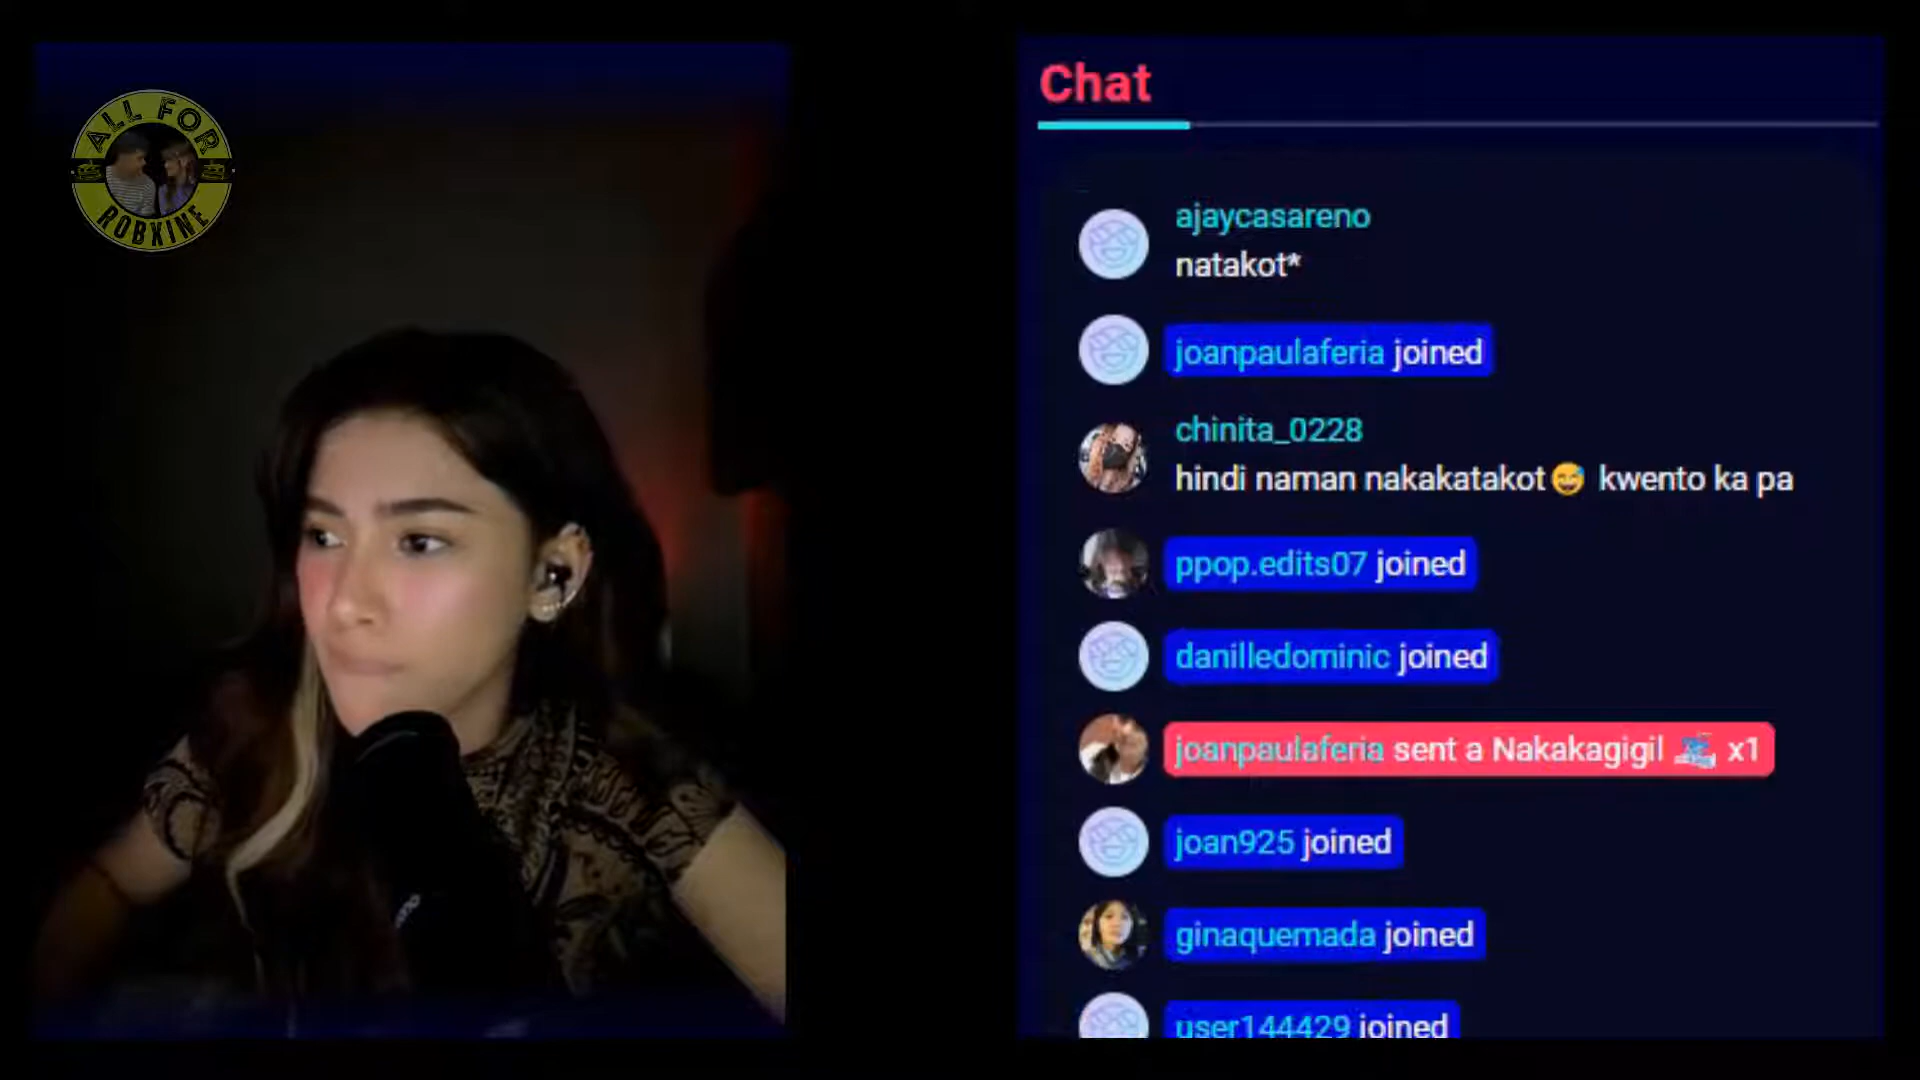 ALL FOR
ROBXINE
Chat
ajaycasareno
natakot*
joanpaulaferia joined
chinita_0228
hindi naman nakakatakot😅 kwento ka pa
ppop.edits07 joined
danilledominic joined
joanpaulaferia sent a Nakakagigil x1
joan925 joined
ginaquemada joined
user144429 joined